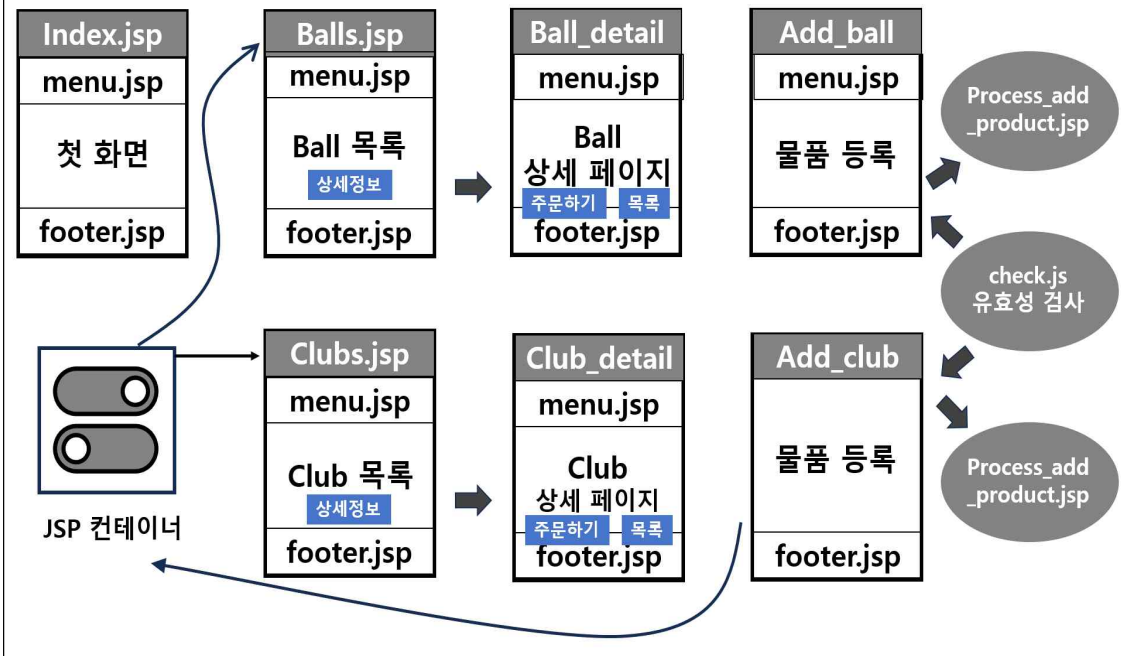 Index.jsp
menu.jsp
첫 화면
footer.jsp
Balls.jsp
menu.jsp
Ball 목록
상세정보
footer.jsp
Ball_detail
menu.jsp
Ball
상세 페이지
주문하기
목록
footer.jsp
Add_ball
menu.jsp
물품 등록
footer.jsp
Process_add
_product.jsp
check.js
유효성 검사
JSP 컨테이너
Clubs.jsp
menu.jsp
Club 목록
상세정보
footer.jsp
Club_detail
menu.jsp
Club
상세 페이지
주문하기
목록
footer.jsp
Add_club
물품 등록
footer.jsp
Process_add
_product.jsp